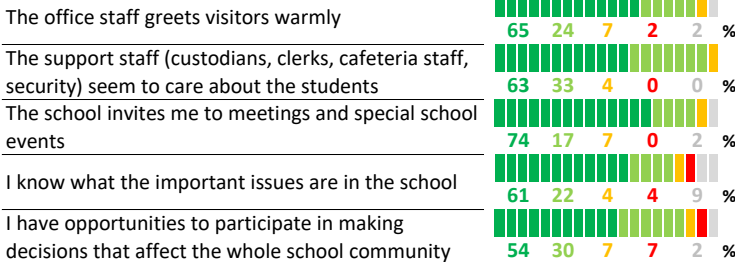 The office staff greets visitors warmly
65 24 7 2 2 %
The support staff (custodians, clerks, cafeteria staff,
security) seem to care about the students
63 33 4 0 0 %
The school invites me to meetings and special school
events
74 17 7 0 2 %
I know what the important issues are in the school
61 22 4 4 9 %
I have opportunities to participate in making
decisions that affect the whole school community
54 30 7 7 2 %